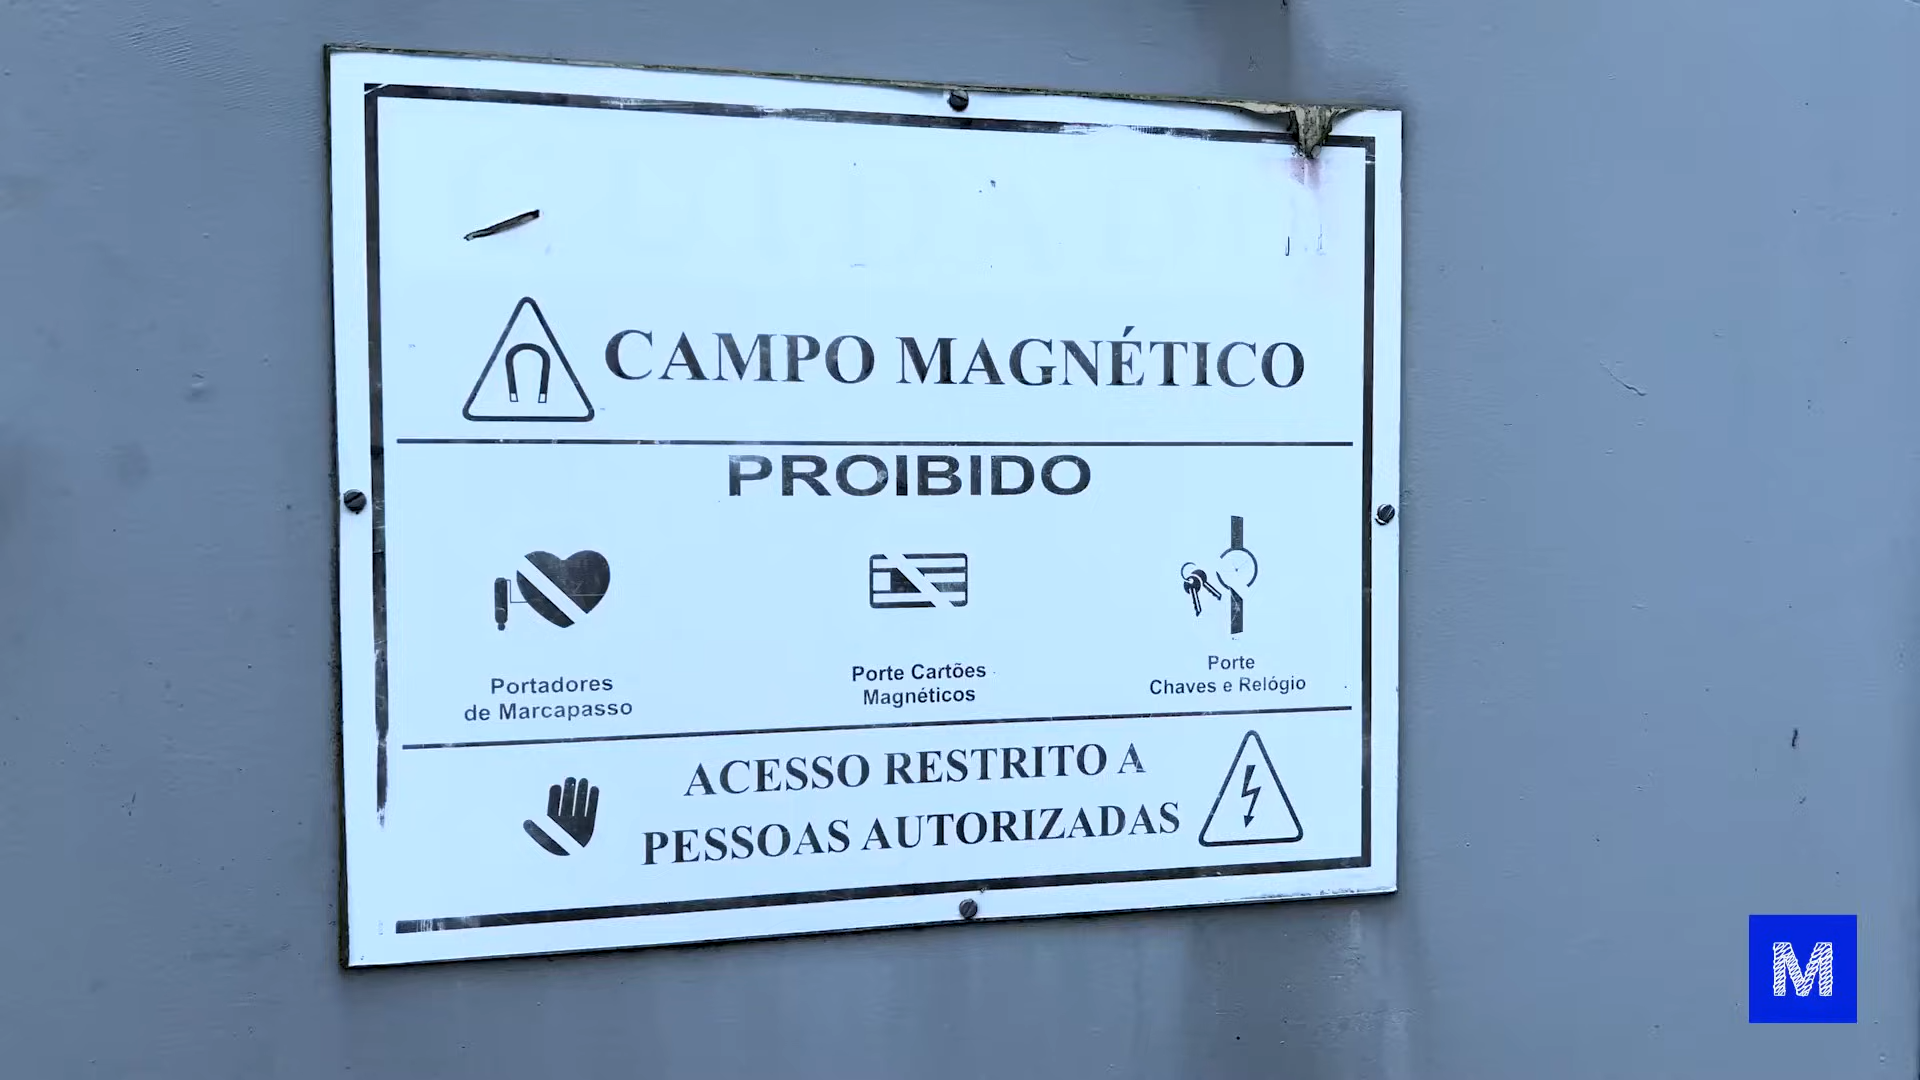 CAMPO MAGNÉTICO
PROIBIDO
Portadores
de Marcapasso
Porte Cartões
Magnéticos
Porte
Chaves e Relógio
ACESSO RESTRITO A
PESSOAS AUTORIZADAS
M